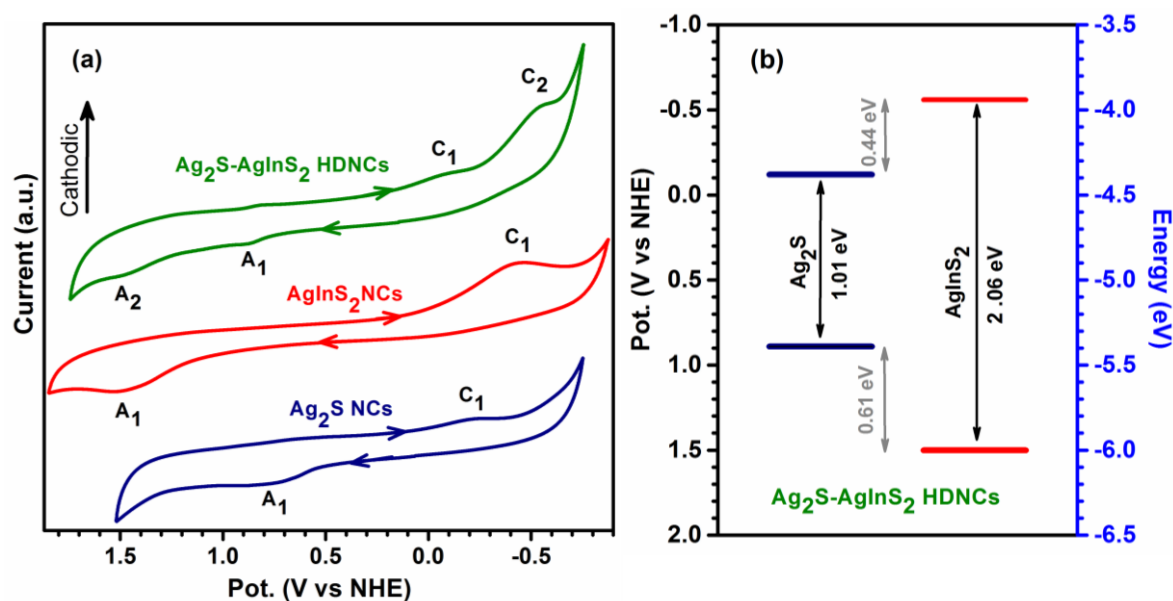 (a)
Cathodic
Current (a.u.)
C2
C1
Ag2S-AgInS2 HDNCs
A1
A2
C1
AgInS2 NCs
A1
C1
Ag2S NCs
A1
1.5 1.0 0.5 0.0 -0.5
Pot. (V vs NHE)
(b)
Pot. (V vs NHE)
-1.0
-0.5
0.0
0.5
1.0
1.5
2.0
0.44 eV
Ag2S
1.01 eV
AgInS2
2.06 eV
0.61 eV
Ag2S-AgInS2 HDNCs
-3.5
-4.0
-4.5
-5.0
-5.5
-6.0
-6.5
Energy (eV)